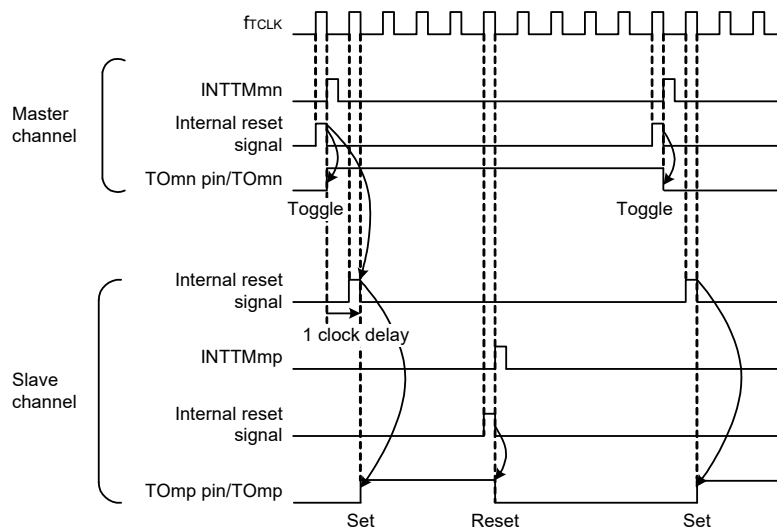 fTCLK
INTTMmn
Master
channel
Internal reset
signal
TOmn pin/TOmn
Toggle
Toggle
Internal reset
signal
1 clock delay
INTTMmp
Slave
channel
Internal reset
signal
TOmp pin/TOmp
Set
Reset
Set